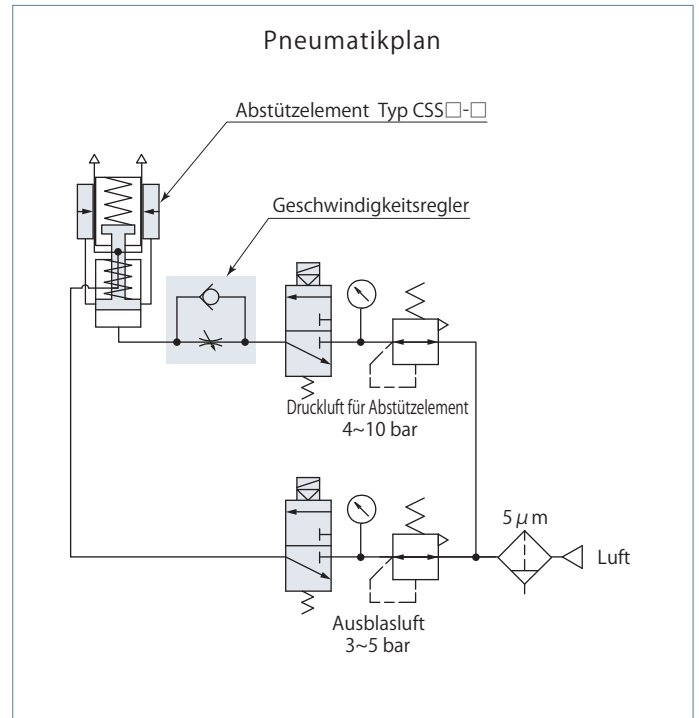 Pneumatikplan
Abstützelement Typ CSS□-□
Geschwindigkeitsregler
Druckluft für Abstützelement
4~10 bar
5 μm
Luft
Ausblasluft
3~5 bar